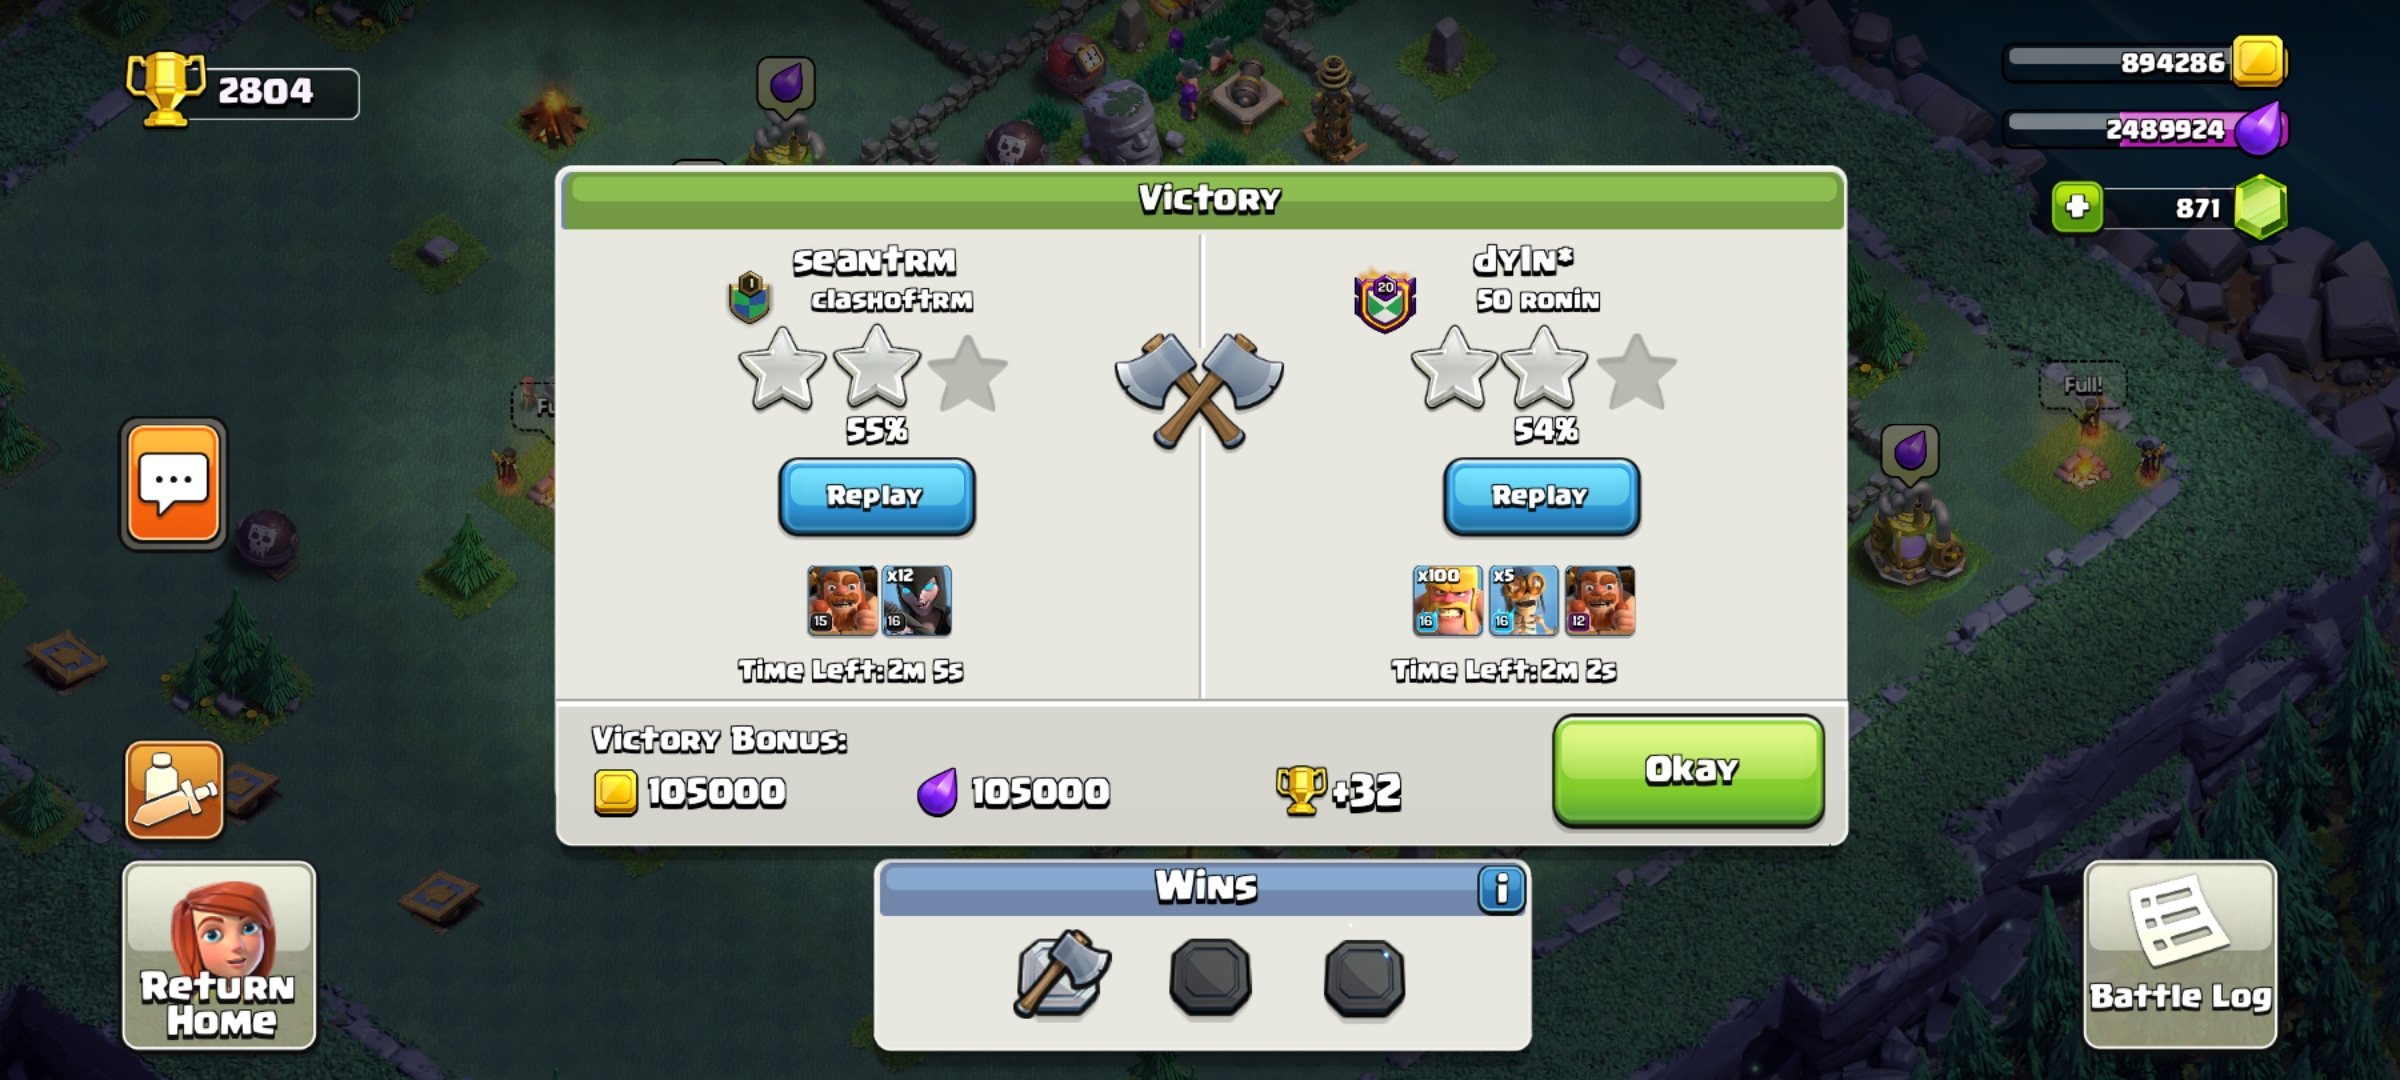 2804
894286
2489924
871
Victory
seantrm
clashoftrm
1
55%
Replay
15
x12
16
Time Left:2m 5s
dyln*
50 ronin
20
54%
Replay
x100
16
x5
16
12
Time Left:2m 2s
Full!
Victory Bonus:
105000
105000
+32
Okay
Wins
i
Return
Home
Battle Log